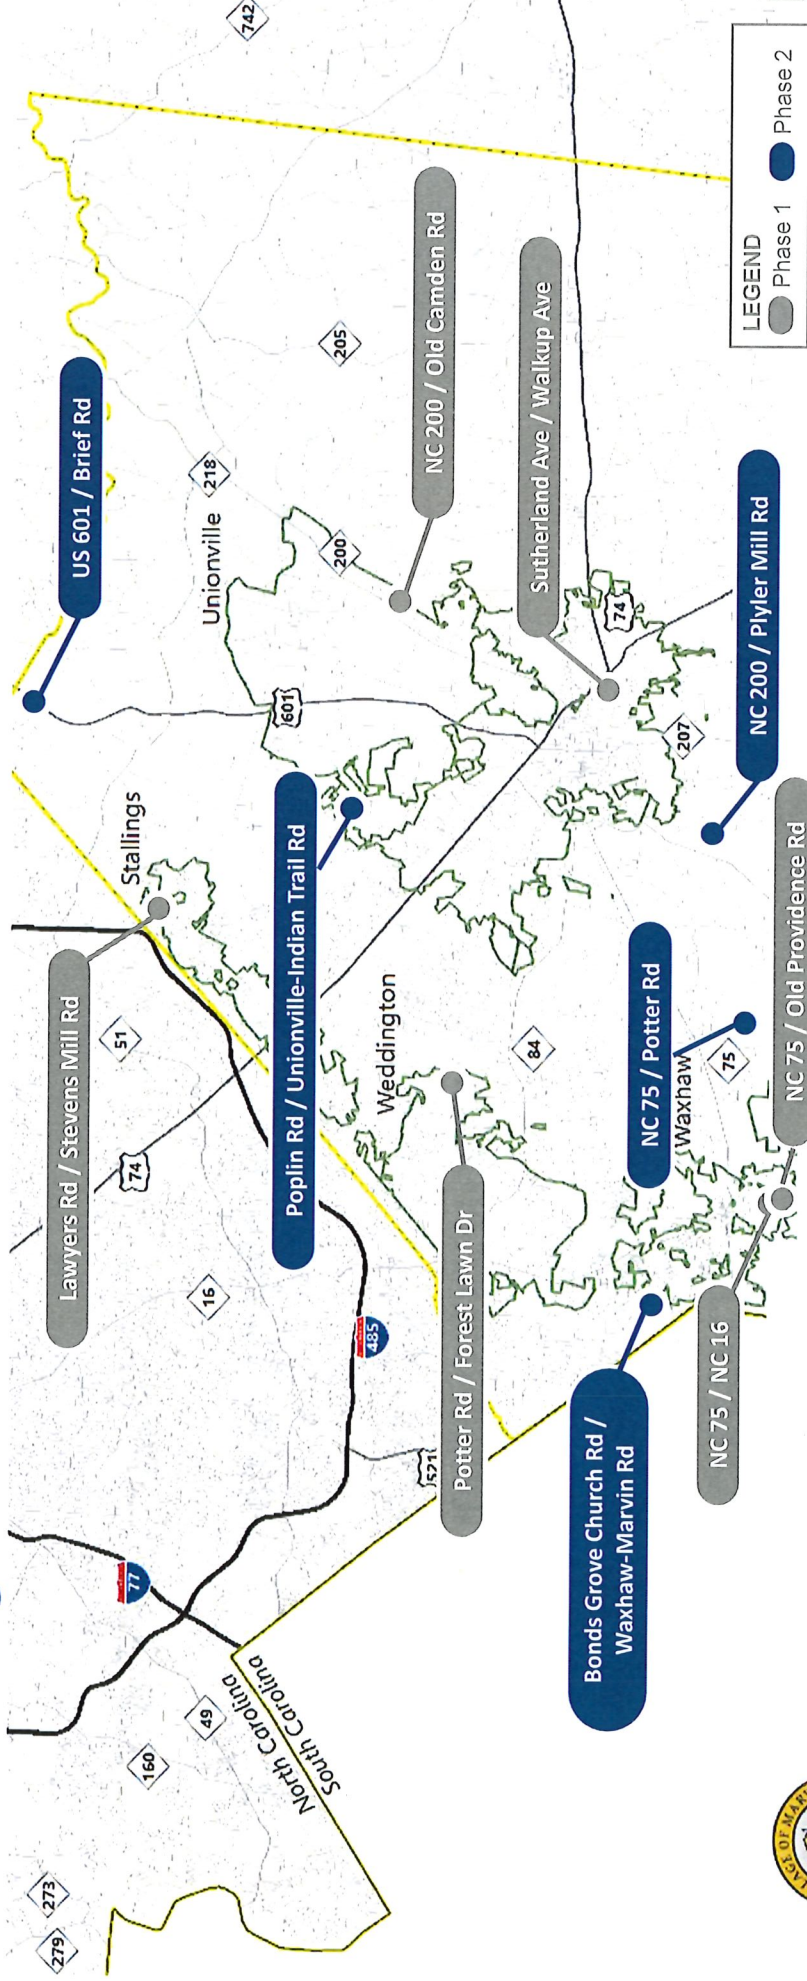 742
US 601 / Brief Rd
279
273
Lawyers Rd / Stevens Mill Rd
51
Stallings
160
77
74
49
16
218
Unionville
North Carolina
South Carolina
Poplin Rd / Unionville-Indian Trail Rd
601
200
205
485
Weddington
NC 200 / Old Camden Rd
521
Potter Rd / Forest Lawn Dr
84
Sutherland Ave / Walkup Ave
74
Bonds Grove Church Rd /
Waxhaw-Marvin Rd
NC 75 / Potter Rd
207
Waxhaw
75
NC 75 / NC 16
NC 200 / Plyler Mill Rd
NC 75 / Old Providence Rd
LEGEND
Phase 1
Phase 2